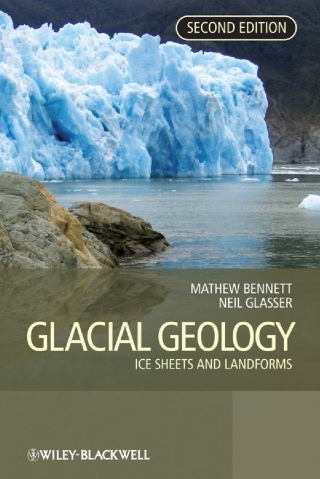 SECOND EDITION
MATHEW BENNETT
NEIL GLASSER
GLACIAL GEOLOGY
ICE SHEETS AND LANDFORMS
WILEY-BLACKWELL